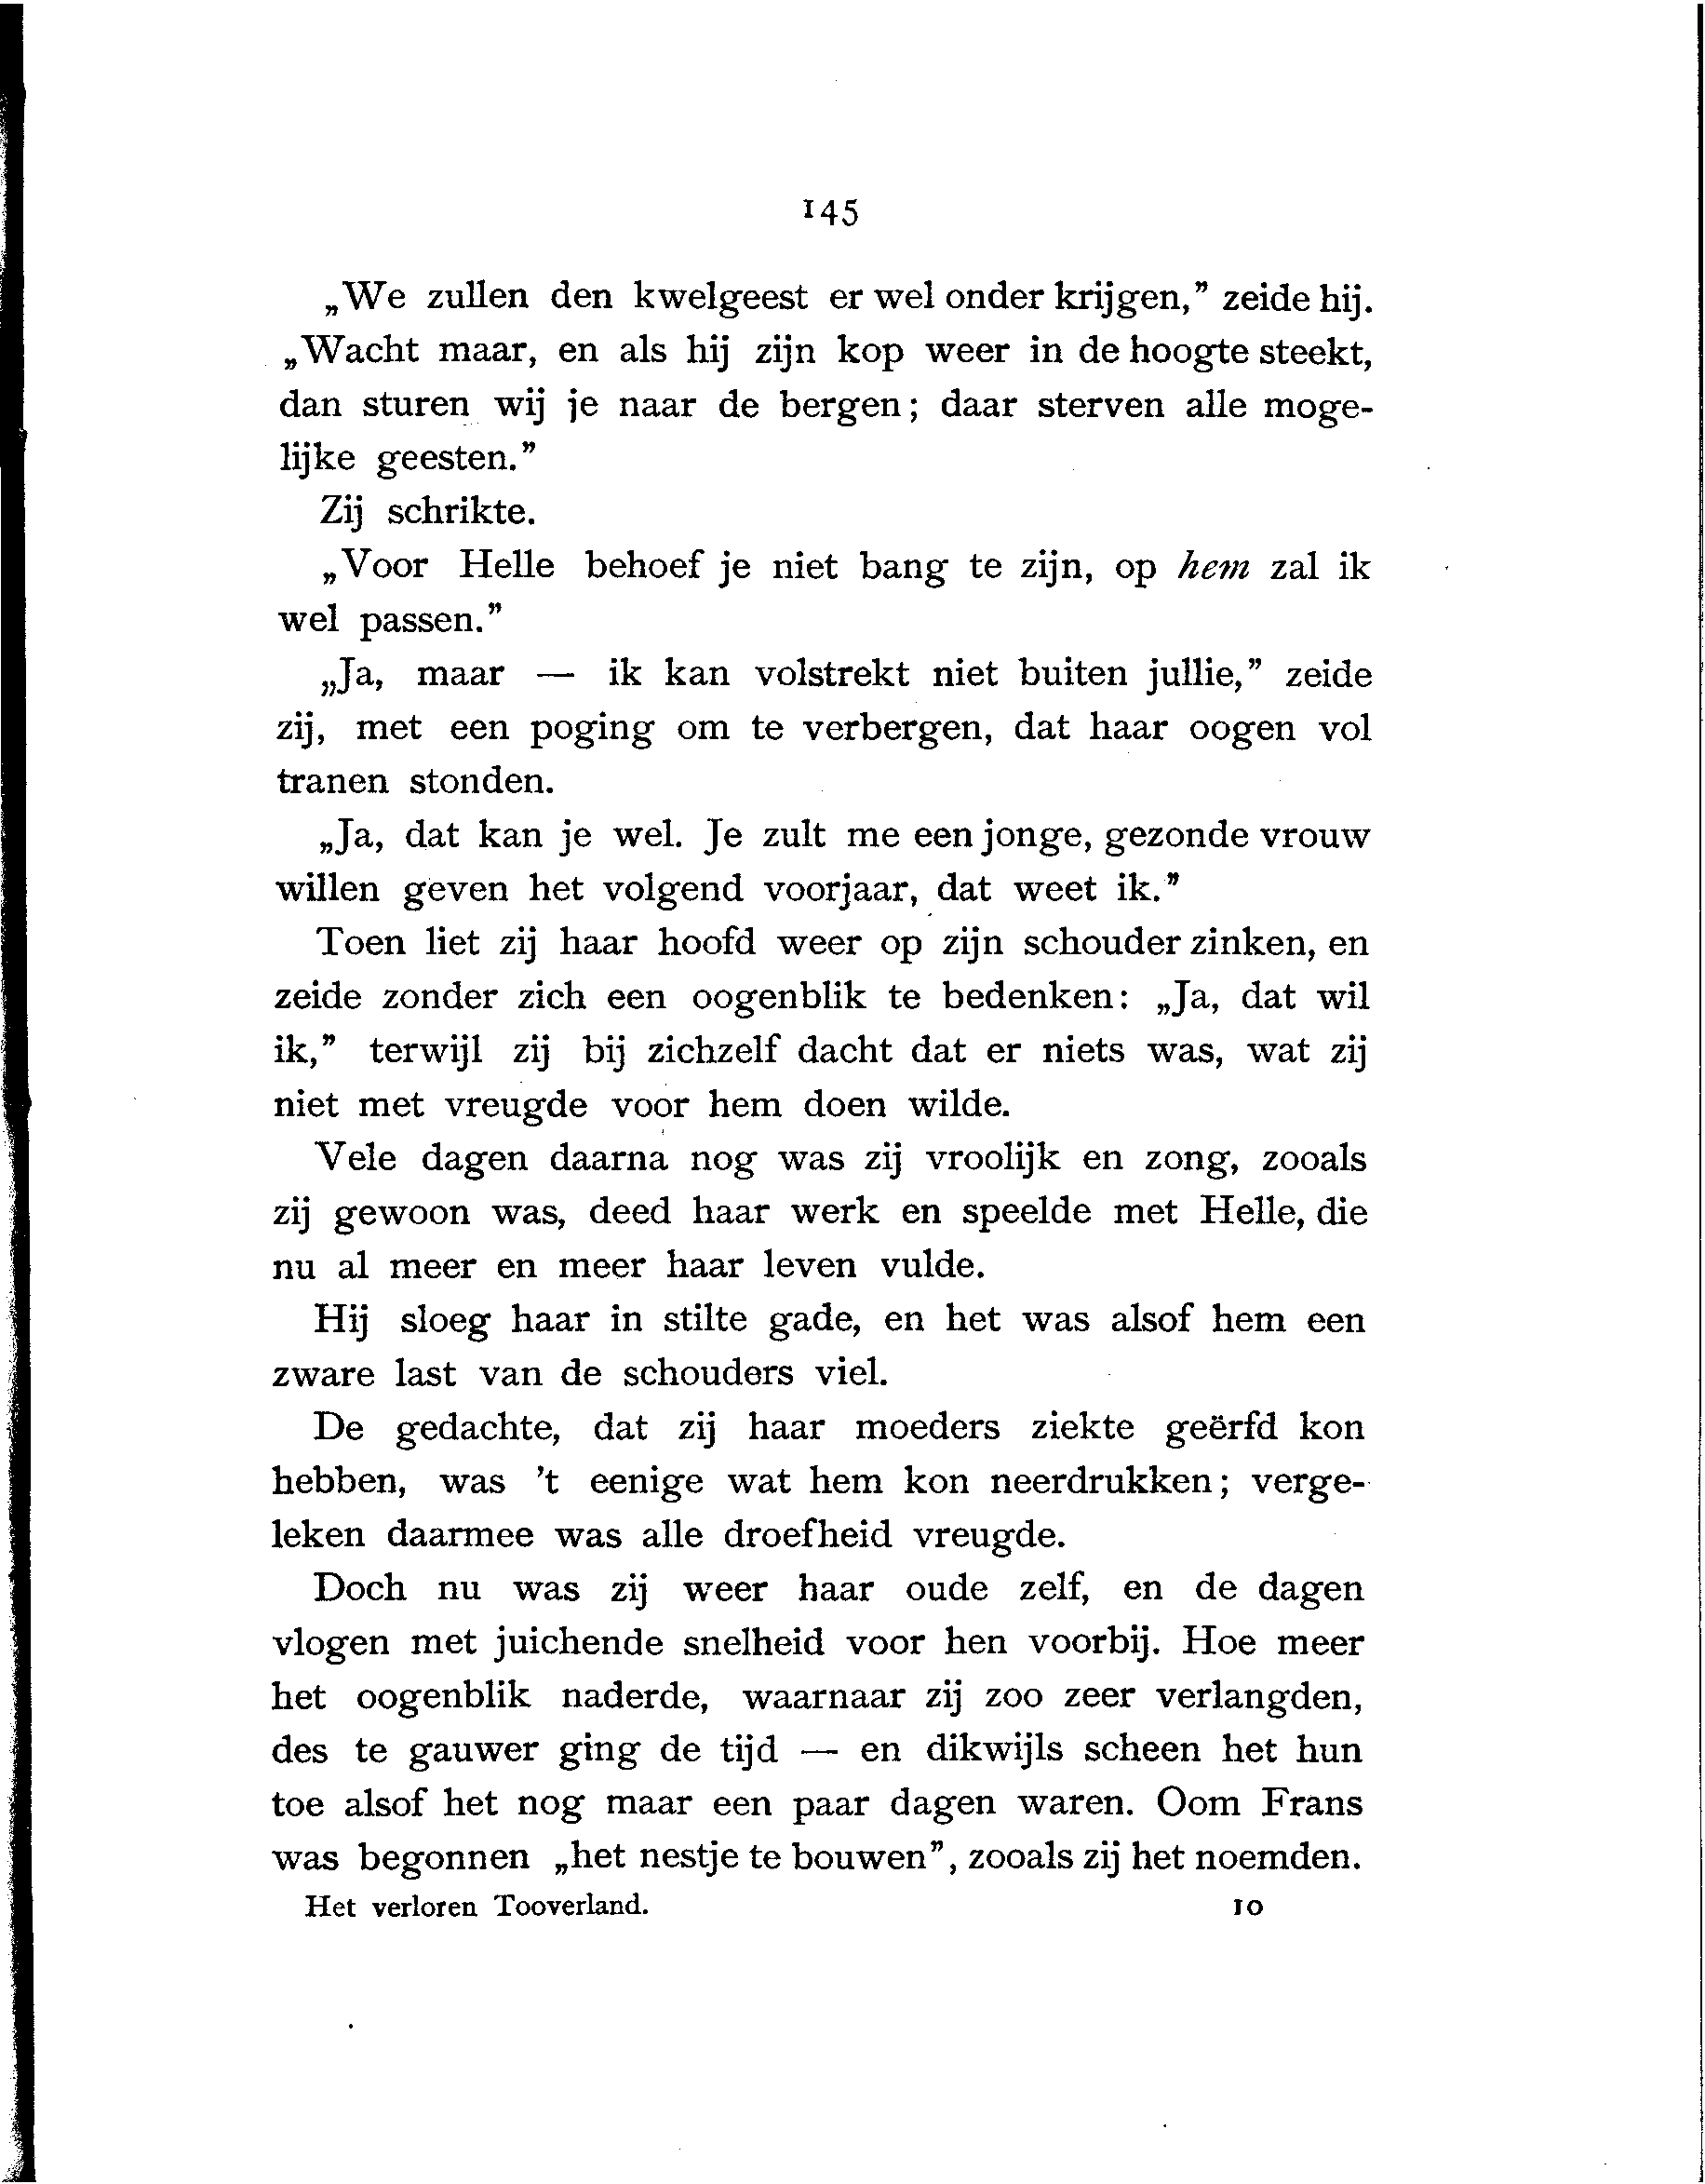 145
„We zullen den kwelgeest er wel onder krijgen,” zeide hij.
„Wacht maar, en als hij zijn kop weer in de hoogte steekt,
dan sturen wij je naar de bergen; daar sterven alle moge-
lijke geesten.”
Zij schrikte.
„Voor Helle behoef je niet bang te zijn, op hem zal ik
wel passen.”
„Ja, maar — ik kan volstrekt niet buiten jullie,” zeide
zij, met een poging om te verbergen, dat haar oogen vol
tranen stonden.
„Ja, dat kan je wel. Je zult me een jonge, gezonde vrouw
willen geven het volgend voorjaar, dat weet ik.”
Toen liet zij haar hoofd weer op zijn schouder zinken, en
zeide zonder zich een oogenblik te bedenken: „Ja, dat wil
ik,” terwijl zij bij zichzelf dacht dat er niets was, wat zij
niet met vreugde voor hem doen wilde.
Vele dagen daarna nog was zij vroolijk en zong, zooals
zij gewoon was, deed haar werk en speelde met Helle, die
nu al meer en meer haar leven vulde.
Hij sloeg haar in stilte gade, en het was alsof hem een
zware last van de schouders viel.
De gedachte, dat zij haar moeders ziekte geërfd kon
hebben, was 't eenige wat hem kon neerdrukken; verge-
leken daarmee was alle droefheid vreugde.
Doch nu was zij weer haar oude zelf, en de dagen
vlogen met juichende snelheid voor hen voorbij. Hoe meer
het oogenblik naderde, waarnaar zij zoo zeer verlangden,
des te gauwer ging de tijd — en dikwijls scheen het hun
toe alsof het nog maar een paar dagen waren. Oom Frans
was begonnen „het nestje te bouwen”, zooals zij het noemden.
Het verloren Tooverland. 10